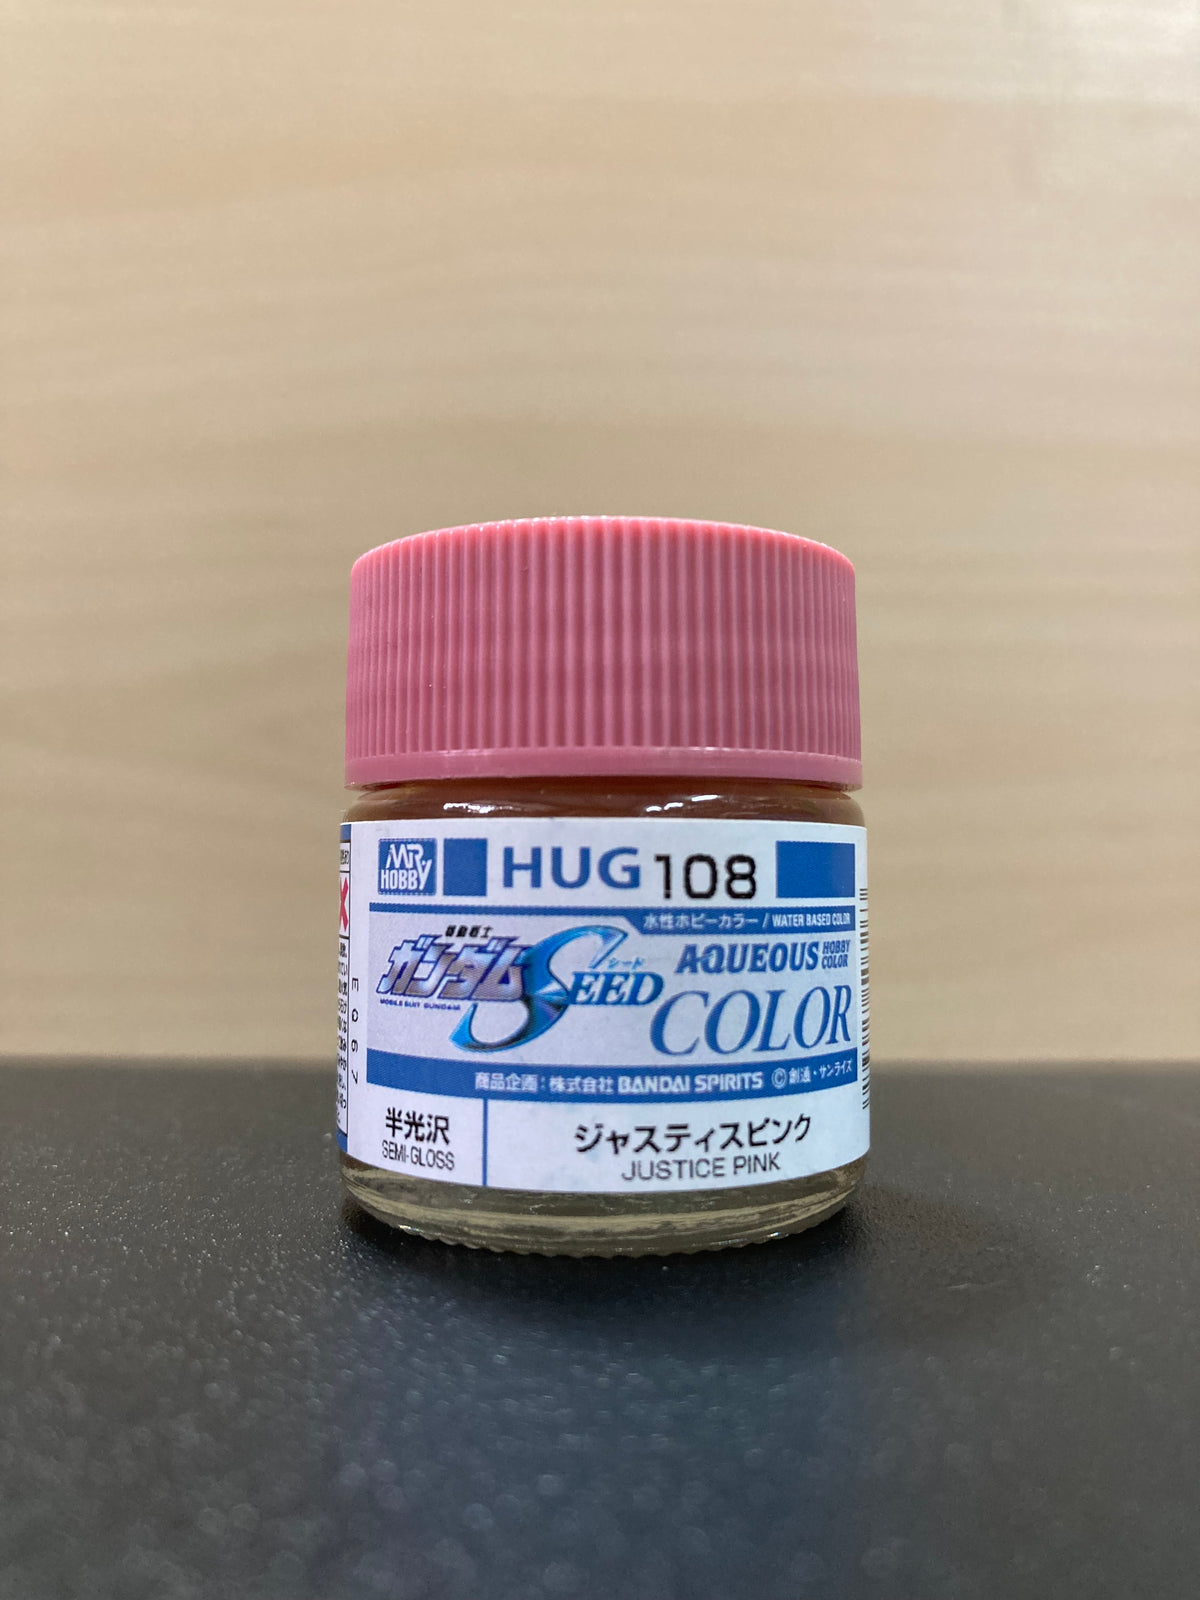 MR
HOBBY
HUG 108
水性ホビーカラー / WATER BASED COLOR
機動戦士
ガンダム SEED
シード
MOBILE SUIT GUNDAM
AQUEOUS HOBBY COLOR
COLOR
商品企画：株式会社 BANDAI SPIRITS ©創通・サンライズ
半光沢
SEMI-GLOSS
ジャスティスピンク
JUSTICE PINK